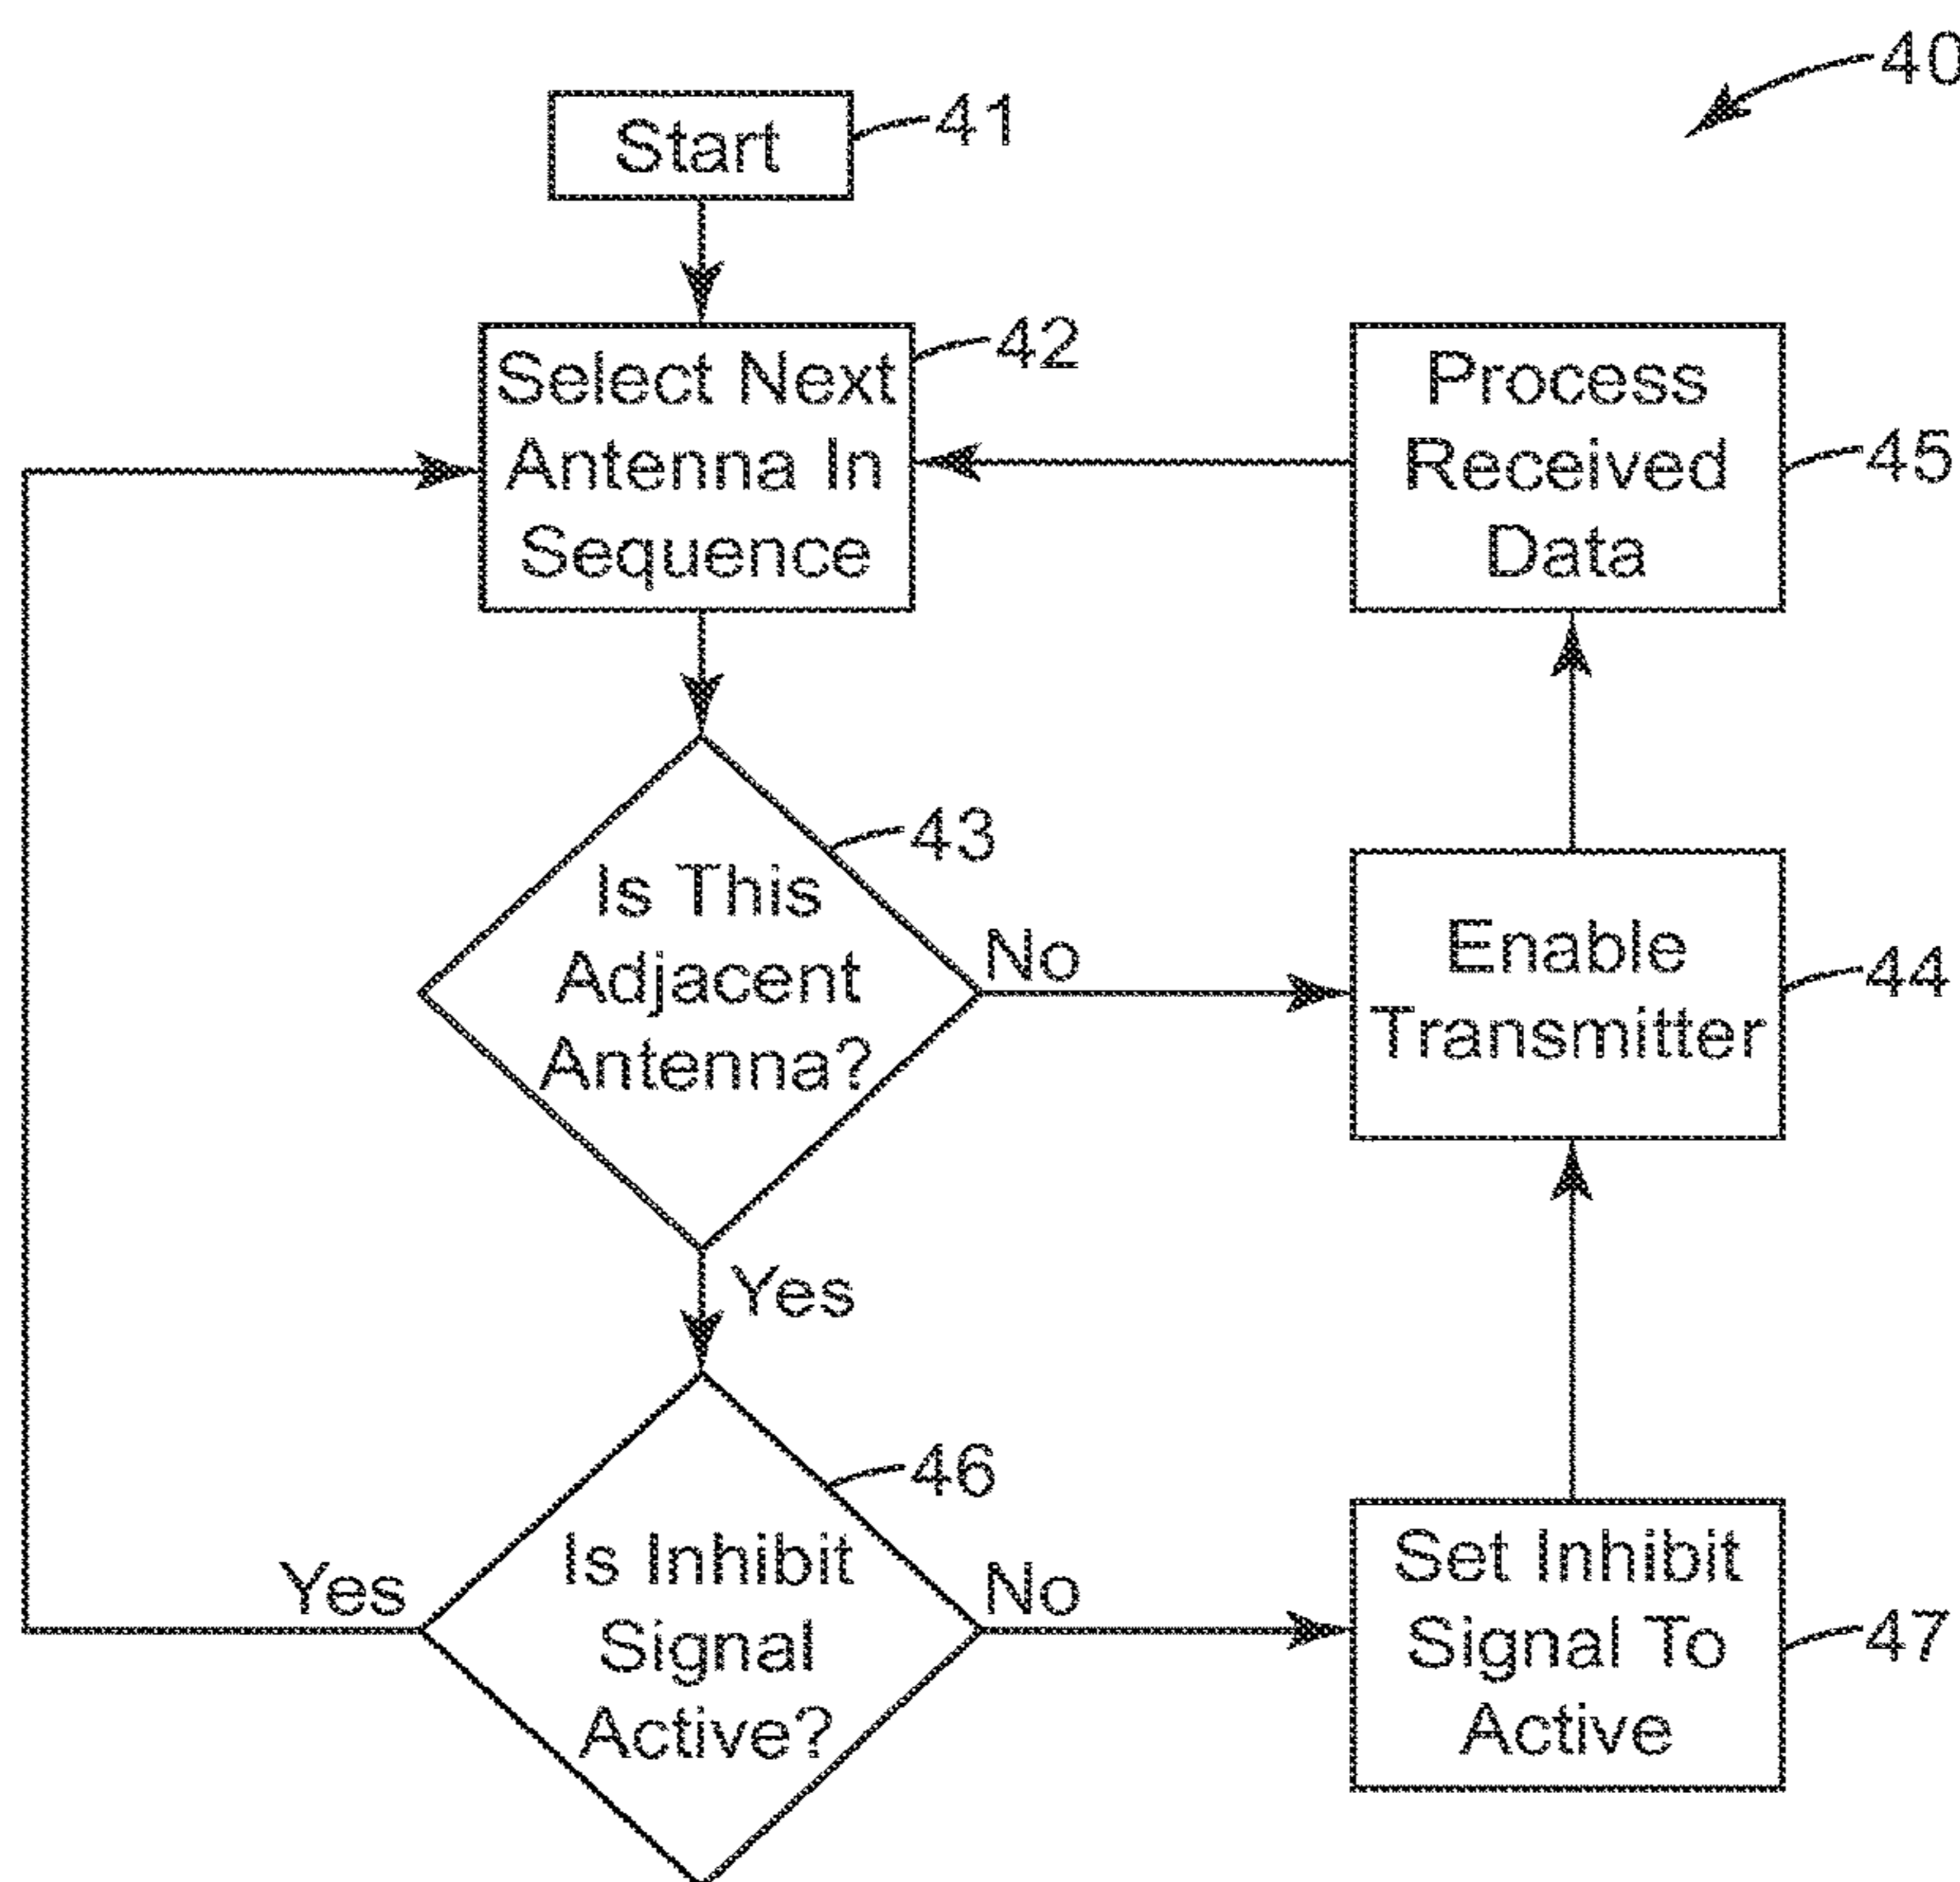 40
Start
41
Select Next
Antenna In
Sequence
42
Process
Received
Data
45
Is This
Adjacent
Antenna?
43
No
Enable
Transmitter
44
Yes
Is Inhibit
Signal
Active?
46
Yes
No
Set Inhibit
Signal To
Active
47